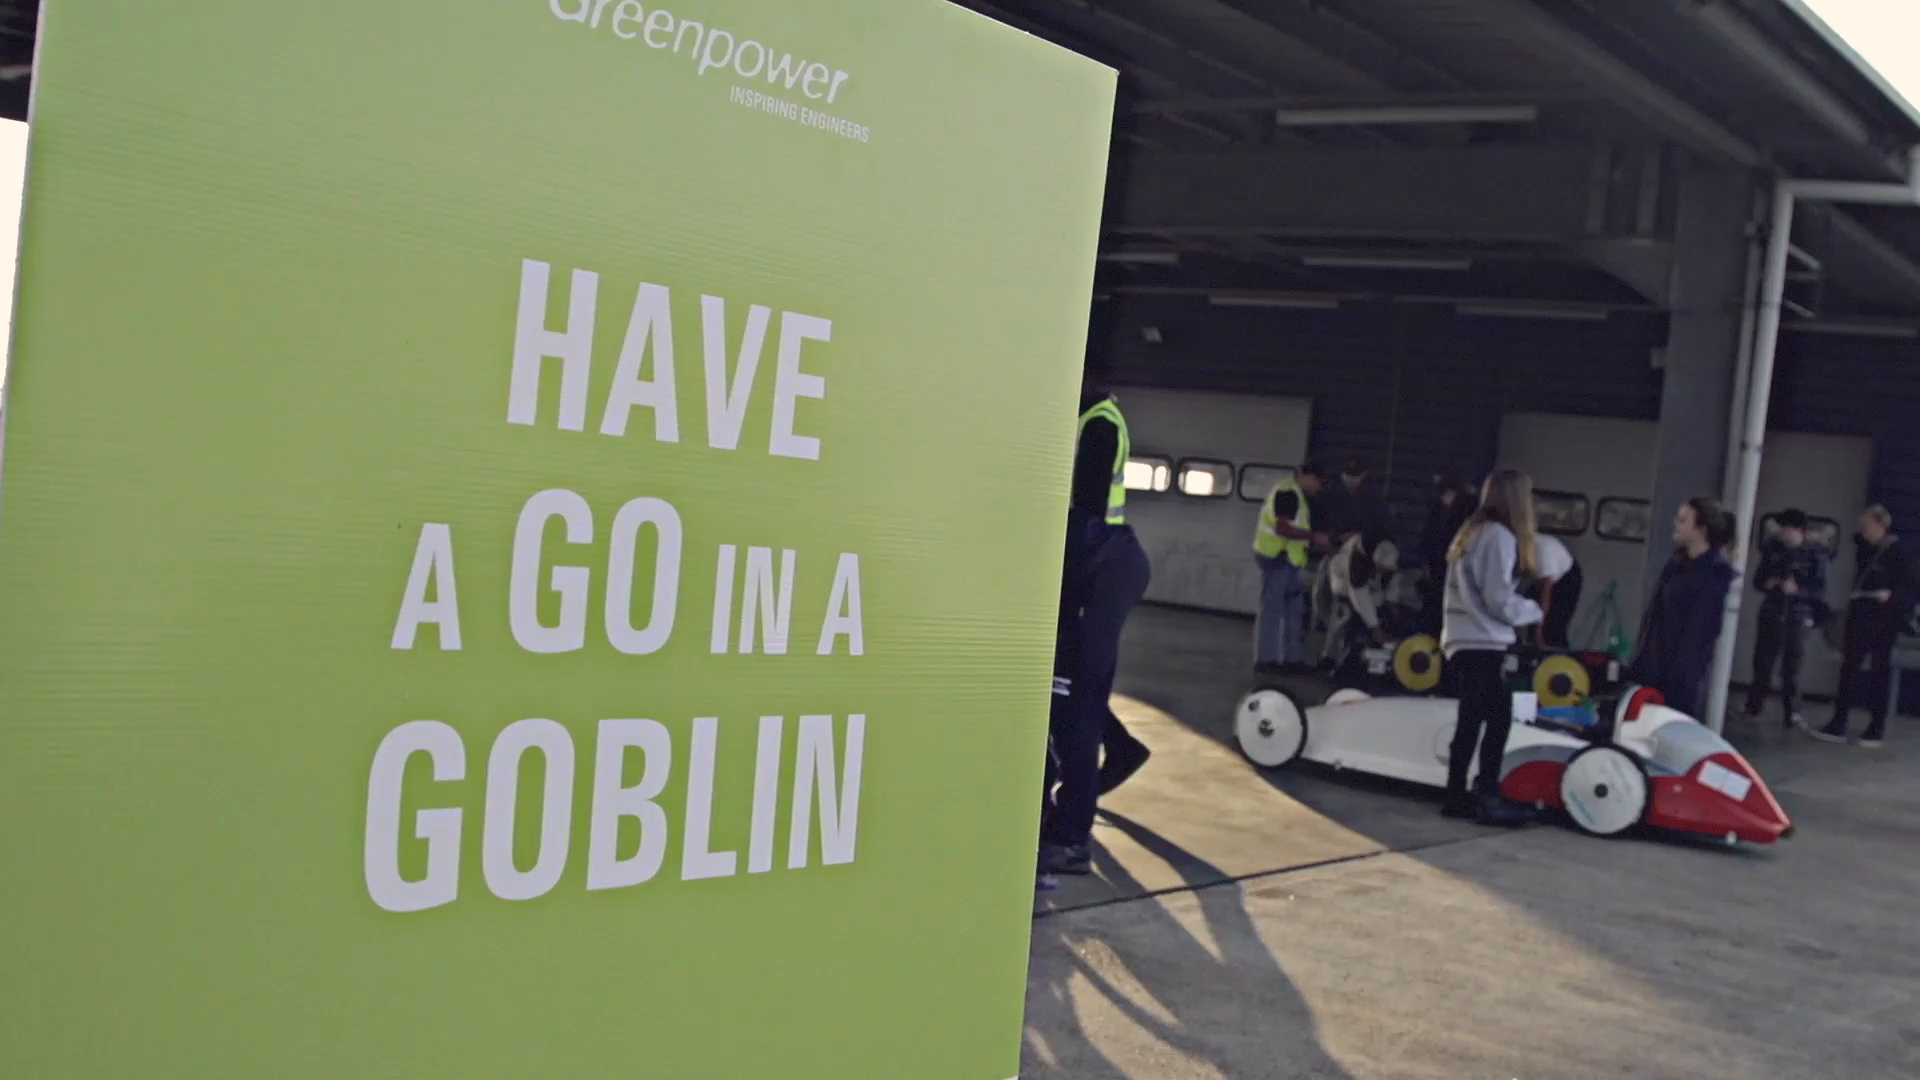 Greenpower
INSPIRING ENGINEERS
HAVE
A GO IN A
GOBLIN